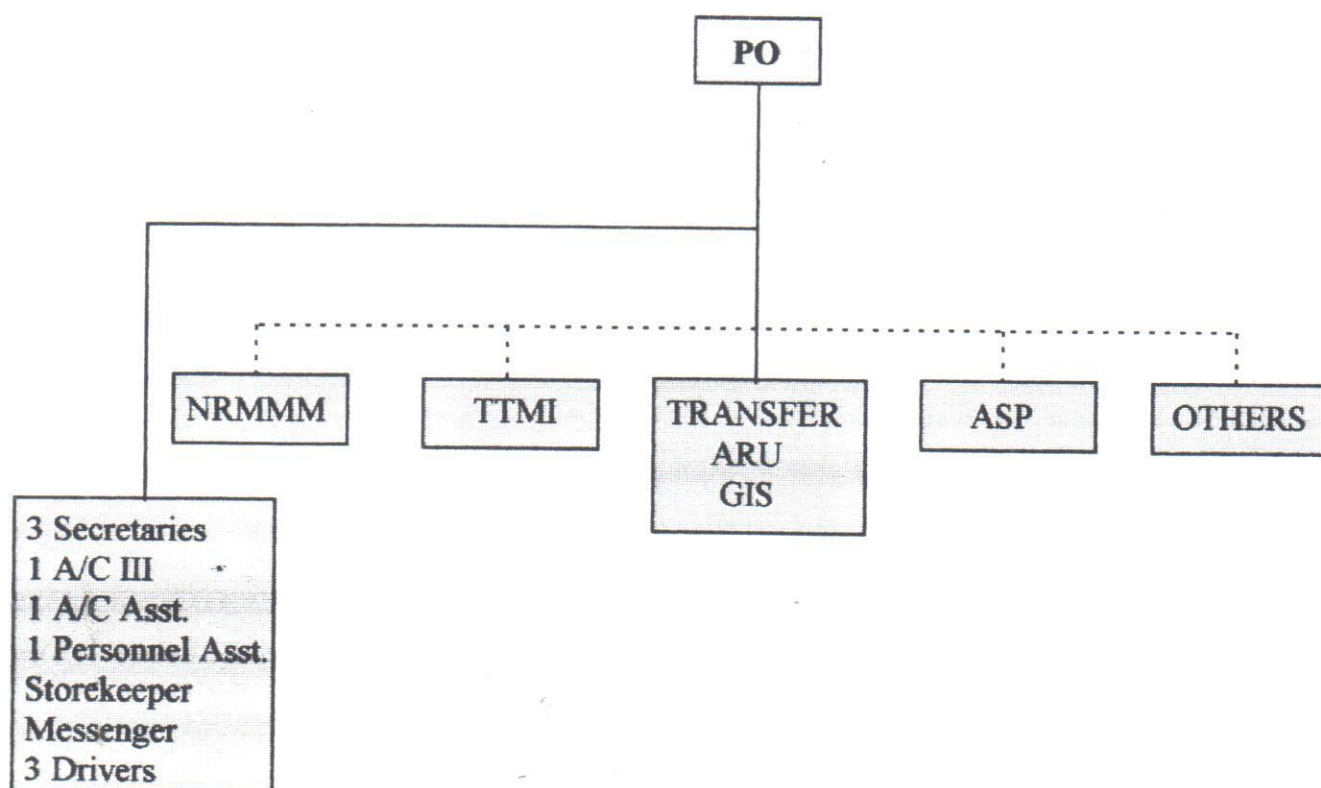 PO
NRMMM
TTMI
TRANSFER
ARU
GIS
ASP
OTHERS
3 Secretaries
1 A/C III
1 A/C Asst.
1 Personnel Asst.
Storekeeper
Messenger
3 Drivers